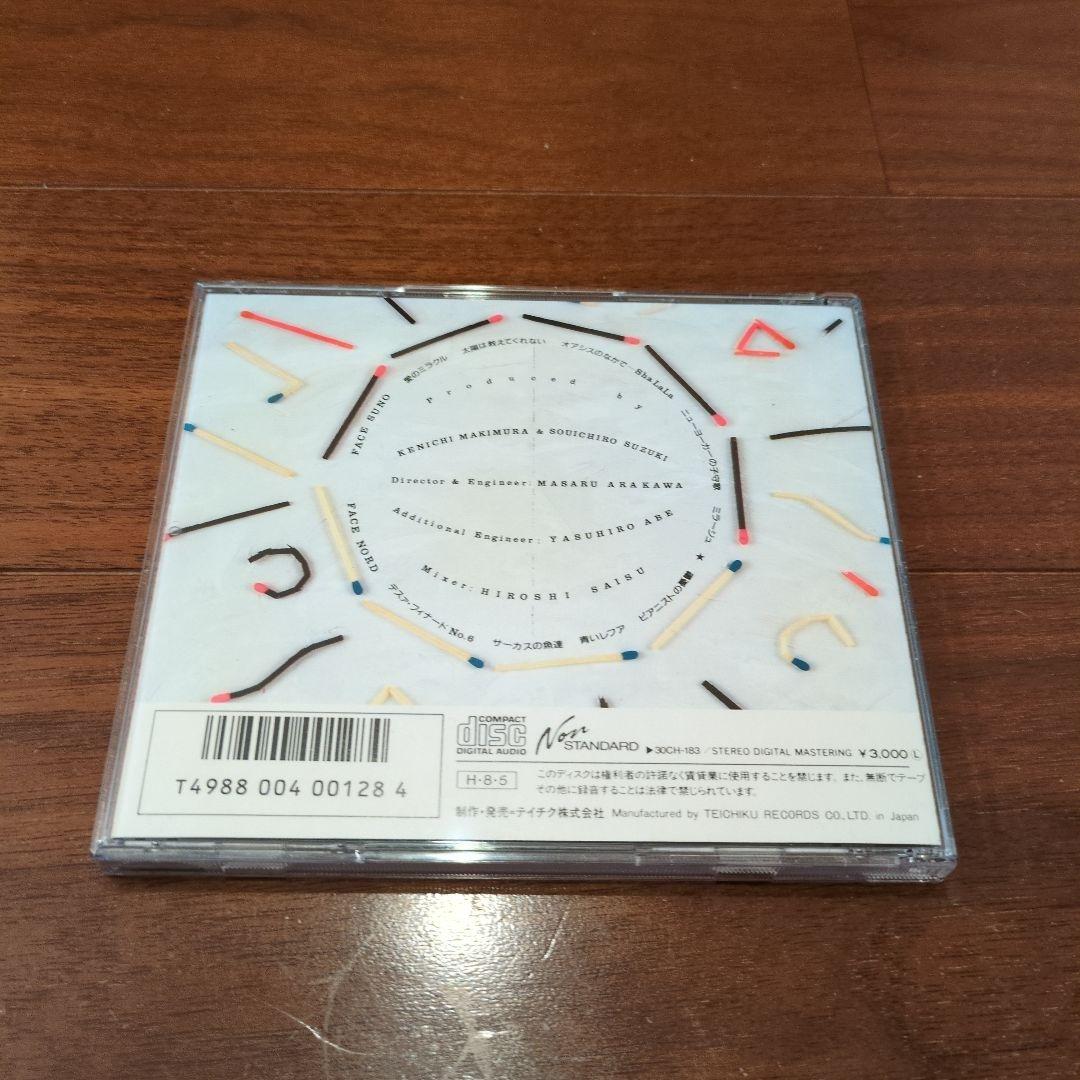 FACE SUNO
愛のミラクル
太陽は教えてくれない
オアシスのなかで…ShaLaLa
ニューヨーカーの子守歌
ミラージュ
★
Produced by
KENICHI MAKIMURA & SOUICHIRO SUZUKI
Director & Engineer: MASARU ARAKAWA
Additional Engineer: YASUHIRO ABE
Mixer: HIROSHI SAISU
FACE NORD
デスァ・フィナード No.6
サーカスの魚達
青いレファ
ピアニストの憂鬱
T4988 004 00128 4
COMPACT
disc
DIGITAL AUDIO
Non STANDARD
▶30CH-183／STEREO DIGITAL MASTERING ￥3,000 Ⓛ
H・8・5
このディスクは権利者の許諾なく賃貸業に使用することを禁じます。また、無断でテープ
その他に録音することは法律で禁じられています。
制作・発売=テイチク株式会社 Manufactured by TEICHIKU RECORDS CO., LTD. in Japan